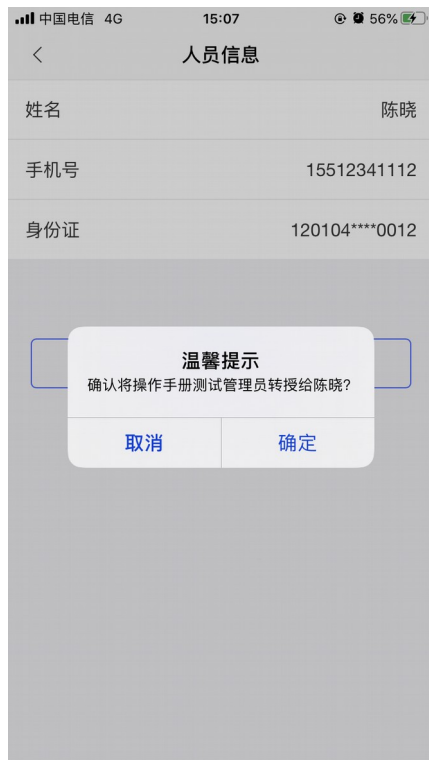 中国电信 4G 15:07 56%
人员信息
姓名 陈晓
手机号 15512341112
身份证 120104****0012
温馨提示
确认将操作手册测试管理员转授给陈晓?
取消 确定